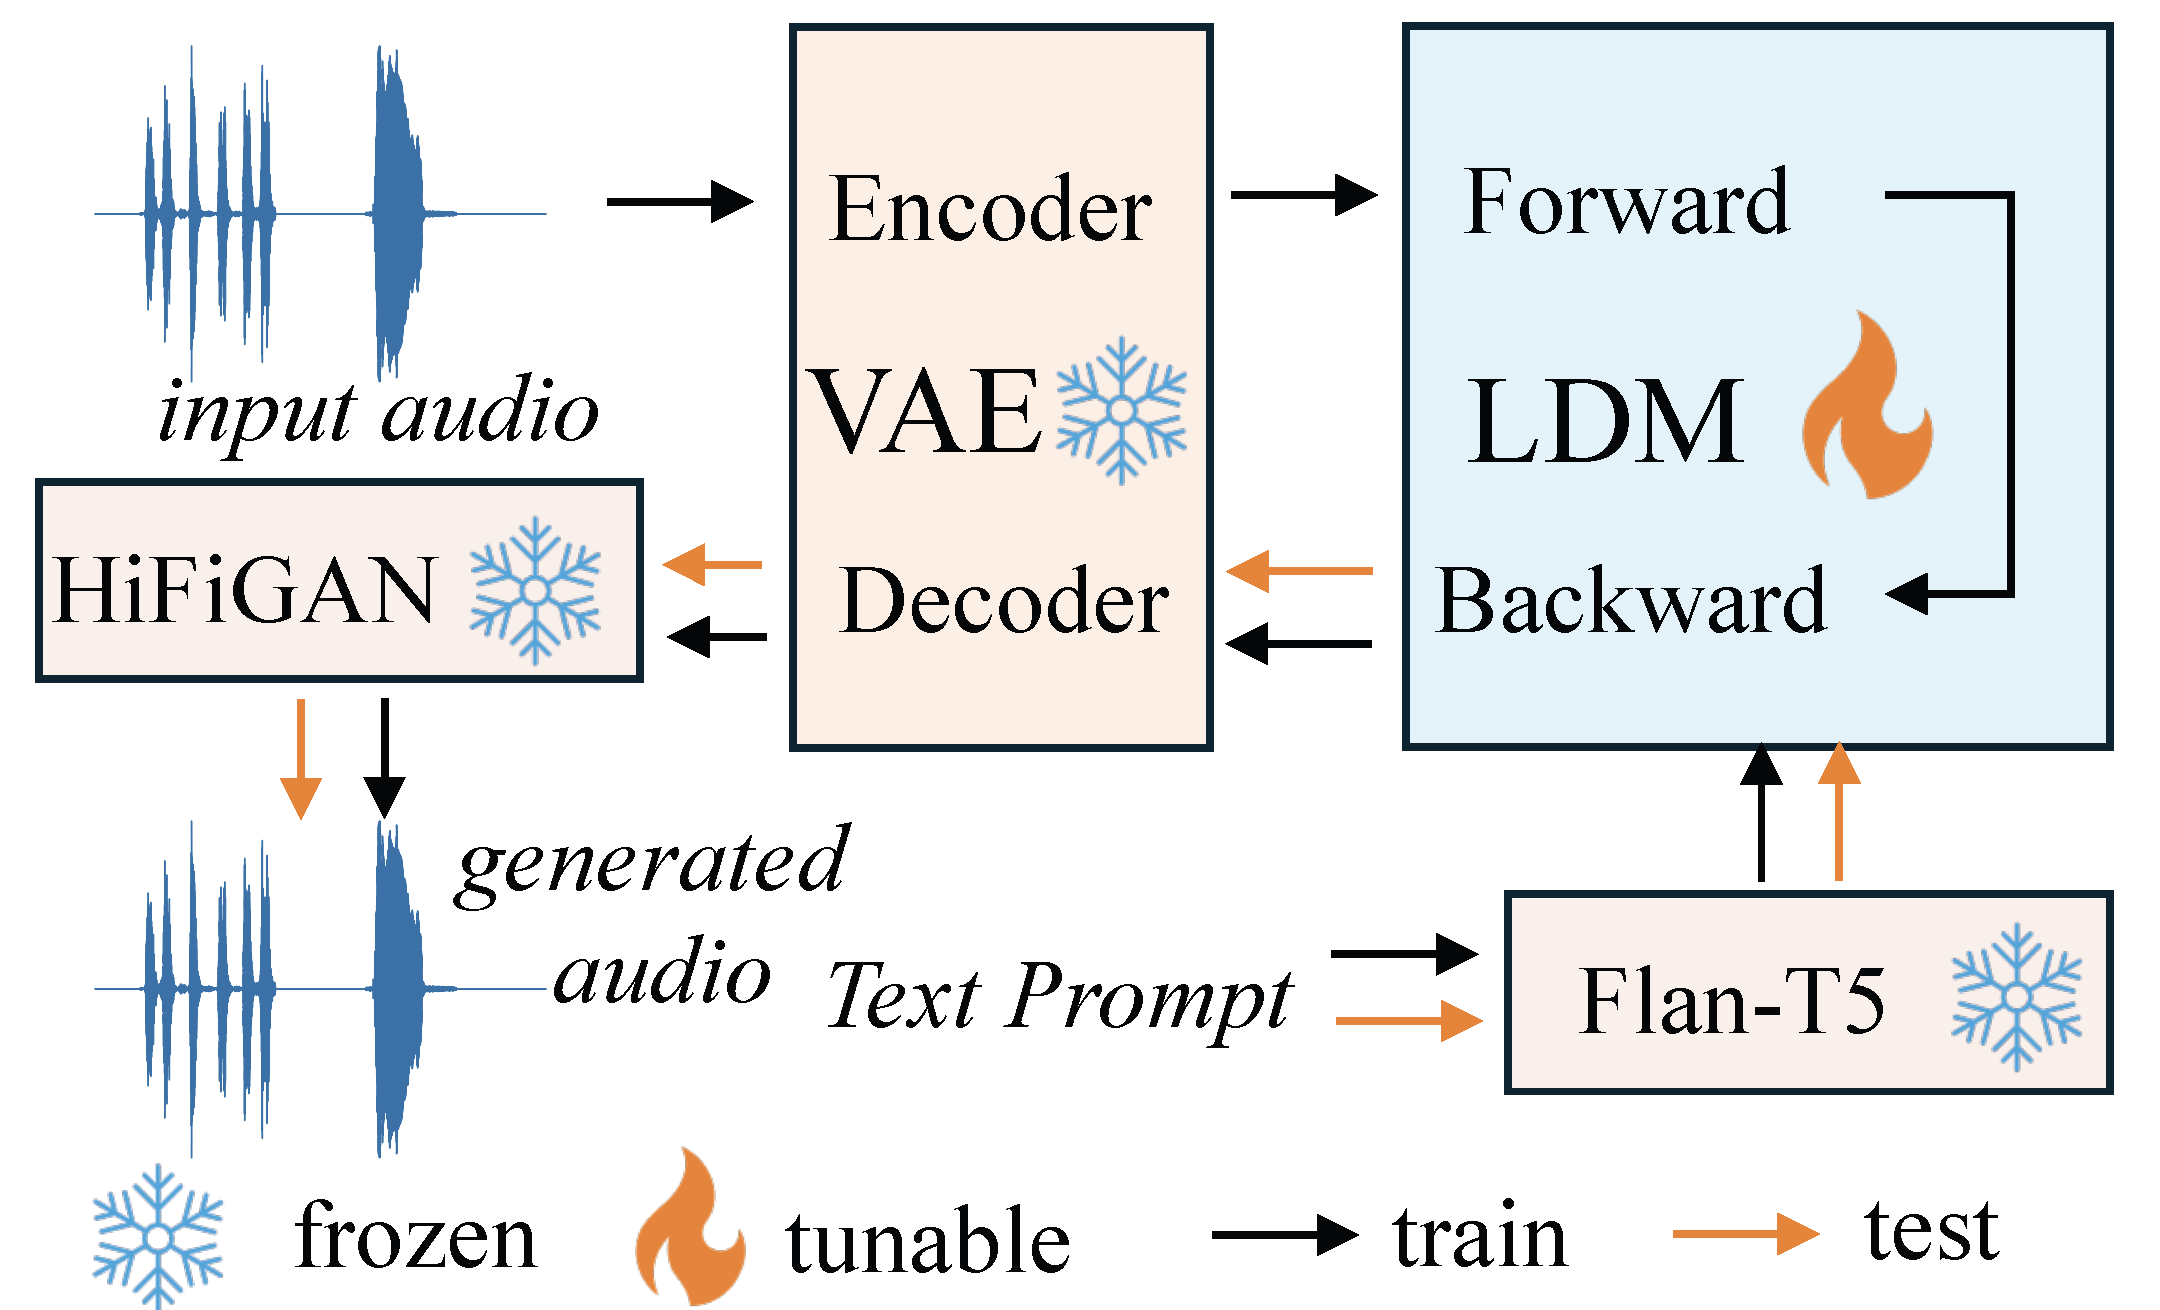 input audio
Encoder
VAE
Decoder
Forward
LDM
Backward
HiFiGAN
generated
audio
Text Prompt
Flan-T5
frozen
tunable
train
test